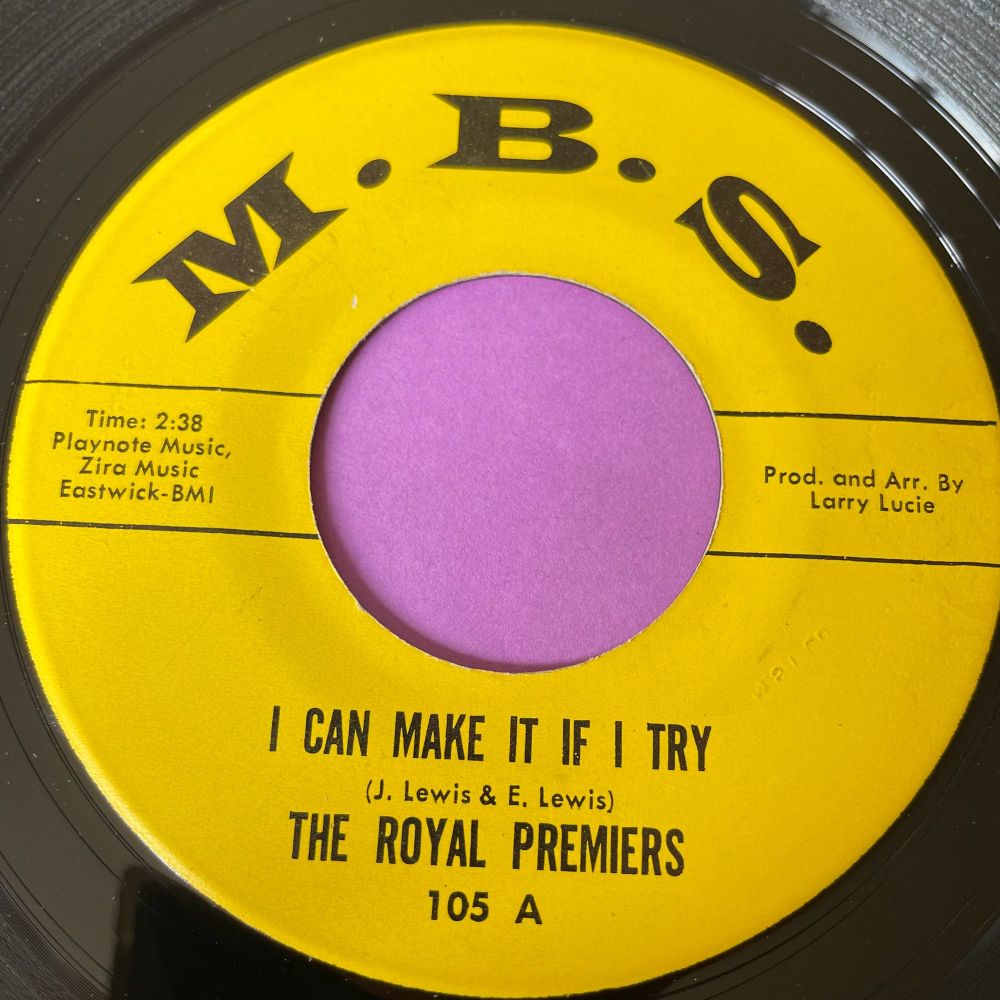 M.B.S.
Time: 2:38
Playnote Music,
Zira Music
Eastwick-BMI
Prod. and Arr. By
Larry Lucie
I CAN MAKE IT IF I TRY
(J. Lewis & E. Lewis)
THE ROYAL PREMIERS
105 A